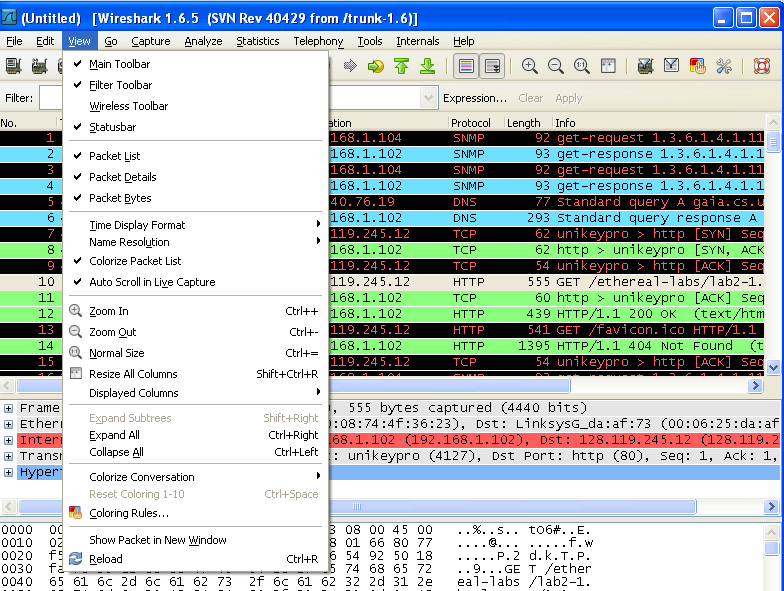 (Untitled) [Wireshark 1.6.5 (SVN Rev 40429 from /trunk-1.6)]
File Edit View Go Capture Analyze Statistics Telephony Tools Internals Help
Filter: Expression... Clear Apply
Main Toolbar
Filter Toolbar
Wireless Toolbar
Statusbar
Packet List
Packet Details
Packet Bytes
Time Display Format
Name Resolution
Colorize Packet List
Auto Scroll in Live Capture
Zoom In Ctrl++
Zoom Out Ctrl+-
Normal Size Ctrl+=
Resize All Columns Shift+Ctrl+R
Displayed Columns
Expand Subtrees Shift+Right
Expand All Ctrl+Right
Collapse All Ctrl+Left
Colorize Conversation
Reset Coloring 1-10 Ctrl+Space
Coloring Rules...
Show Packet in New Window
Reload Ctrl+R
No. ation Protocol Length Info
1 168.1.104 SNMP 92 get-request 1.3.6.1.4.1.11
2 168.1.102 SNMP 93 get-response 1.3.6.1.4.1.1
3 168.1.104 SNMP 92 get-request 1.3.6.1.4.1.11
4 168.1.102 SNMP 93 get-response 1.3.6.1.4.1.1
5 40.76.19 DNS 77 Standard query A gaia.cs.u
6 168.1.102 DNS 293 Standard query response A
7 119.245.12 TCP 62 unikeypro > http [SYN] Seq
8 168.1.102 TCP 62 http > unikeypro [SYN, ACK
9 119.245.12 TCP 54 unikeypro > http [ACK] Seq
10 119.245.12 HTTP 555 GET /ethereal-labs/lab2-1.
11 168.1.102 TCP 60 http > unikeypro [ACK] Seq
12 168.1.102 HTTP 439 HTTP/1.1 200 OK (text/htm
13 119.245.12 HTTP 541 GET /favicon.ico HTTP/1.1
14 168.1.102 HTTP 1395 HTTP/1.1 404 Not Found (t
15 119.245.12 TCP 54 unikeypro > http [ACK] Seq
Frame , 555 bytes captured (4440 bits)
Ether 0:08:74:4f:36:23), Dst: LinksysG_da:af:73 (00:06:25:da:af
Inter 168.1.102 (192.168.1.102), Dst: 128.119.245.12 (128.119.2
Trans : unikeypro (4127), Dst Port: http (80), Seq: 1, Ack: 1,
Hyper
0000 00 3 08 00 45 00 ..%..s. tO6#..E.
0010 02 8 01 66 80 77 ....@... .....f.w
0020 f5 6 54 92 50 18 .....P.2 d.k.T.P.
0030 fa 5 74 68 65 72 ...9...GE T /ether
0040 65 61 6c 2d 6c 61 62 73 2f 6c 61 62 32 2d 31 2e eal-labs /lab2-1.